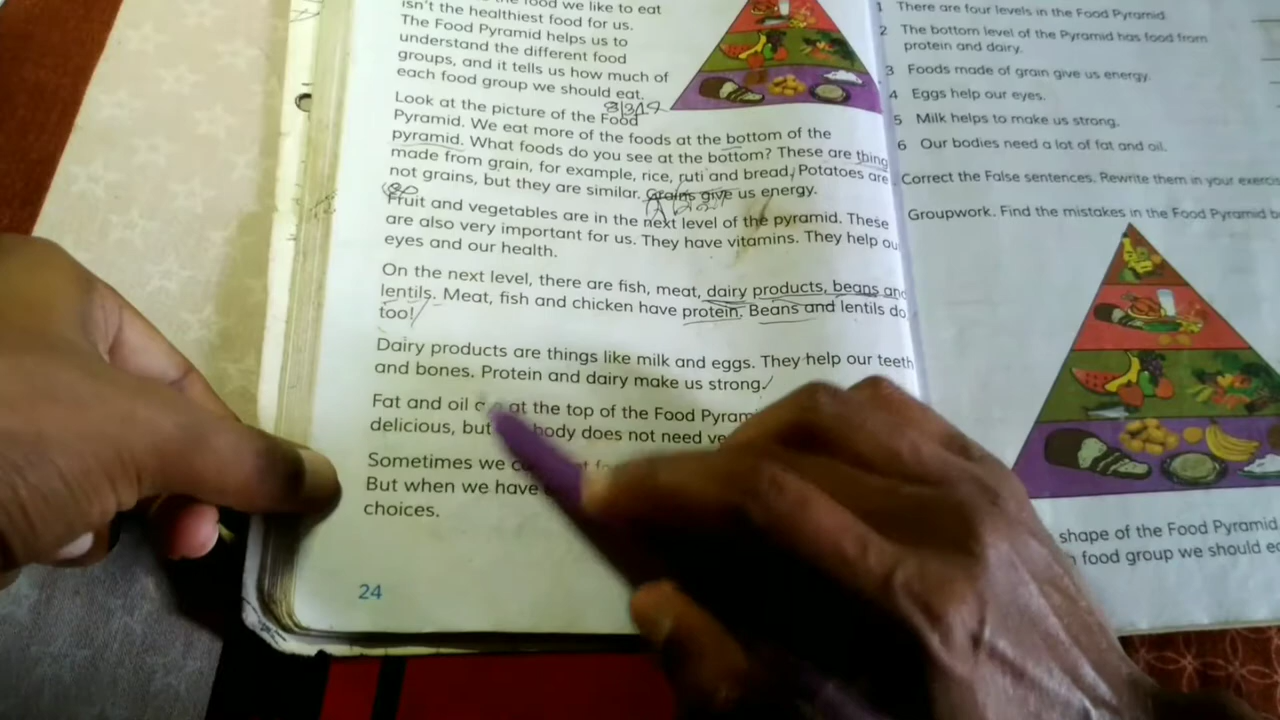 food we like to eat
isn't the healthiest food for us.
The Food Pyramid helps us to
understand the different food
groups, and it tells us how much of
each food group we should eat.
Look at the picture of the Food
Pyramid. We eat more of the foods at the bottom of the
pyramid. What foods do you see at the bottom? These are thing
made from grain, for example, rice, ruti and bread. Potatoes are
not grains, but they are similar. Grains give us energy.
Fruit and vegetables are in the next level of the pyramid. These
are also very important for us. They have vitamins. They help ou
eyes and our health.
On the next level, there are fish, meat, dairy products, beans and
lentils. Meat, fish and chicken have protein. Beans and lentils do
too!
Dairy products are things like milk and eggs. They help our teeth
and bones. Protein and dairy make us strong.
Fat and oil at the top of the Food Pyram
delicious, but body does not need ve
Sometimes we
But when we have
choices.
24
1 There are four levels in the Food Pyramid.
2 The bottom level of the Pyramid has food from
protein and dairy.
3 Foods made of grain give us energy.
4 Eggs help our eyes.
5 Milk helps to make us strong.
6 Our bodies need a lot of fat and oil.
Correct the False sentences. Rewrite them in your exerci
Groupwork. Find the mistakes in the Food Pyramid b
shape of the Food Pyramid
food group we should ea